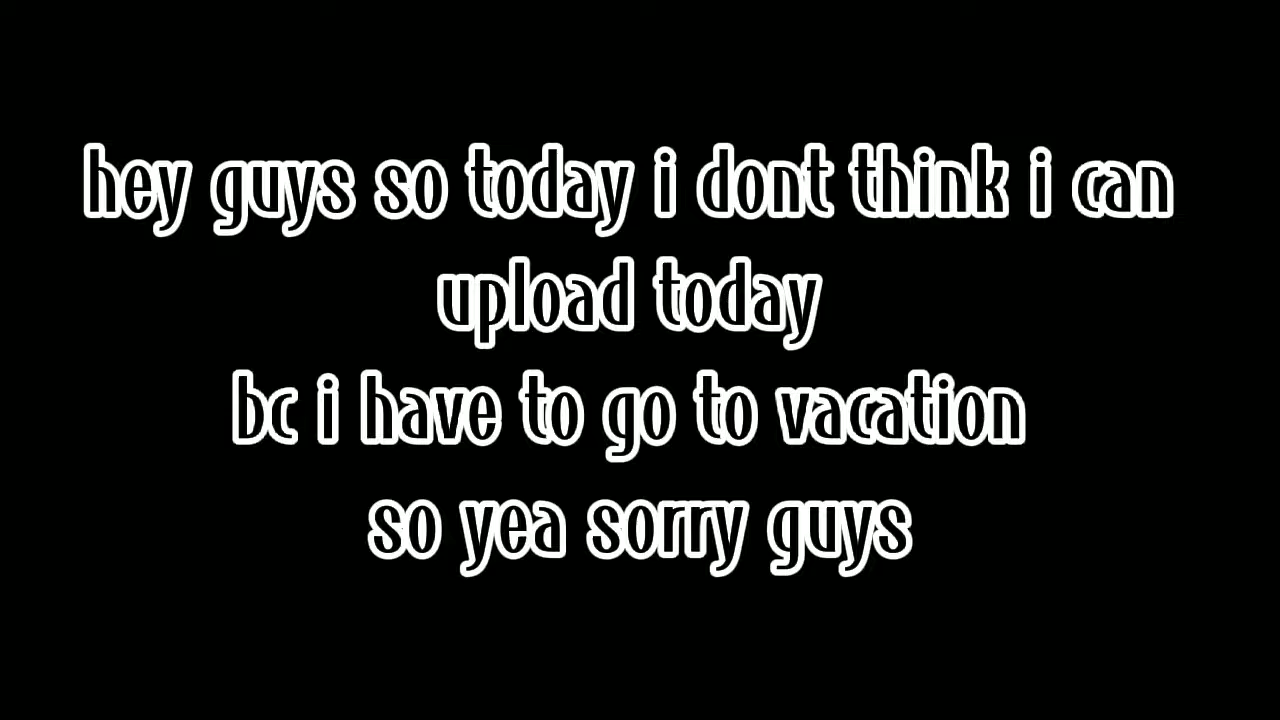 hey guys so today i dont think i can
upload today
bc i have to go to vacation
so yea sorry guys